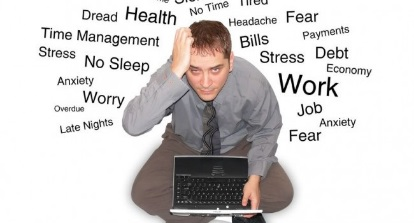 Tired
No Time
Health
Dread
Headache
Fear
Time Management
Bills
Payments
Stress
No Sleep
Stress
Debt
Economy
Anxiety
Work
Worry
Job
Overdue
Anxiety
Late Nights
Fear